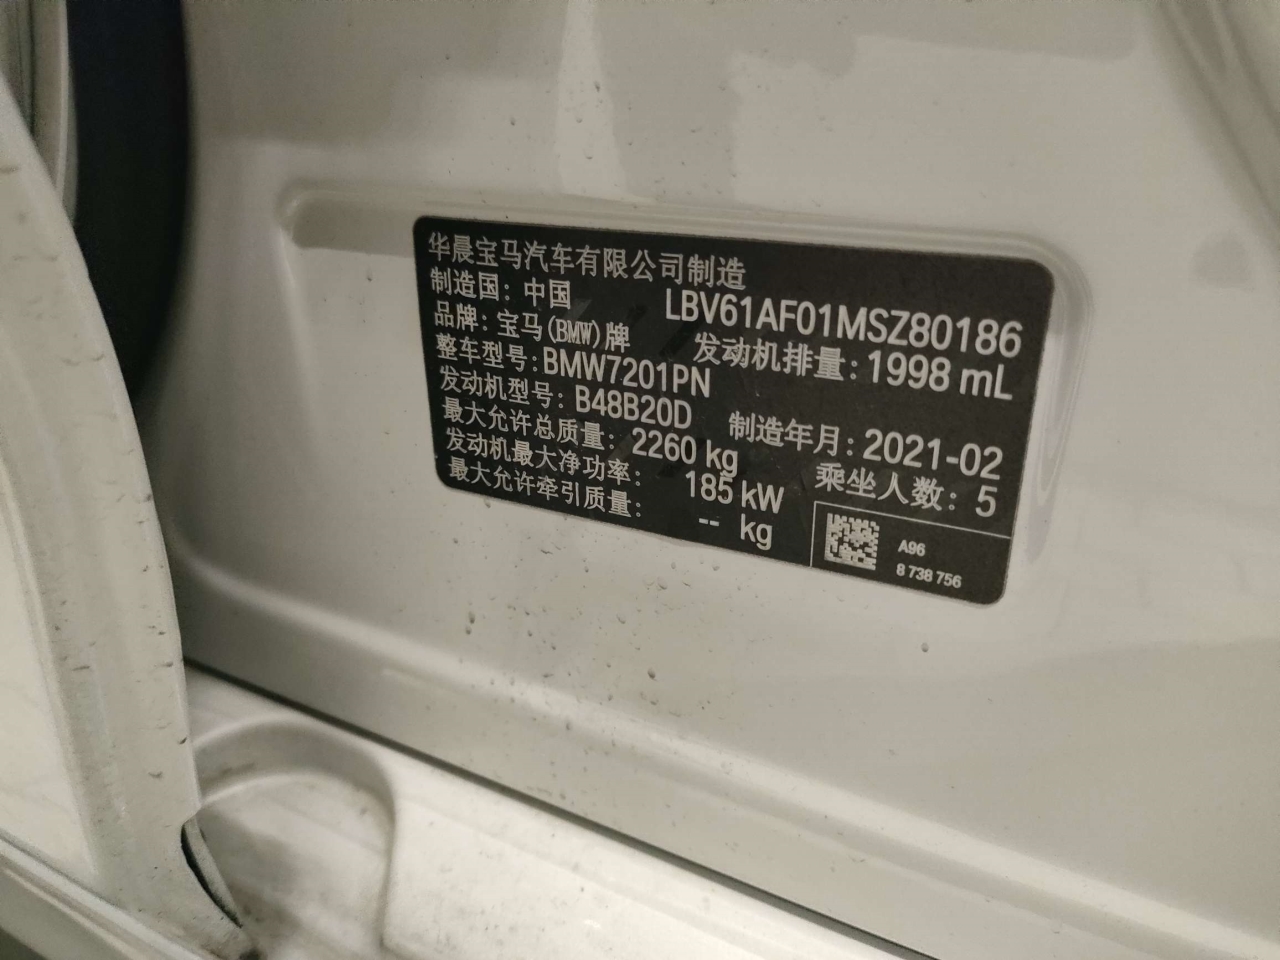 华晨宝马汽车有限公司制造
制造国：中国 LBV61AF01MSZ80186
品牌：宝马(BMW)牌 发动机排量：1998 mL
整车型号：BMW7201PN
发动机型号：B48B20D 制造年月：2021-02
最大允许总质量：2260 kg 乘坐人数：5
发动机最大净功率：185 kW
最大允许牵引质量：-- kg
A96
8 738 756